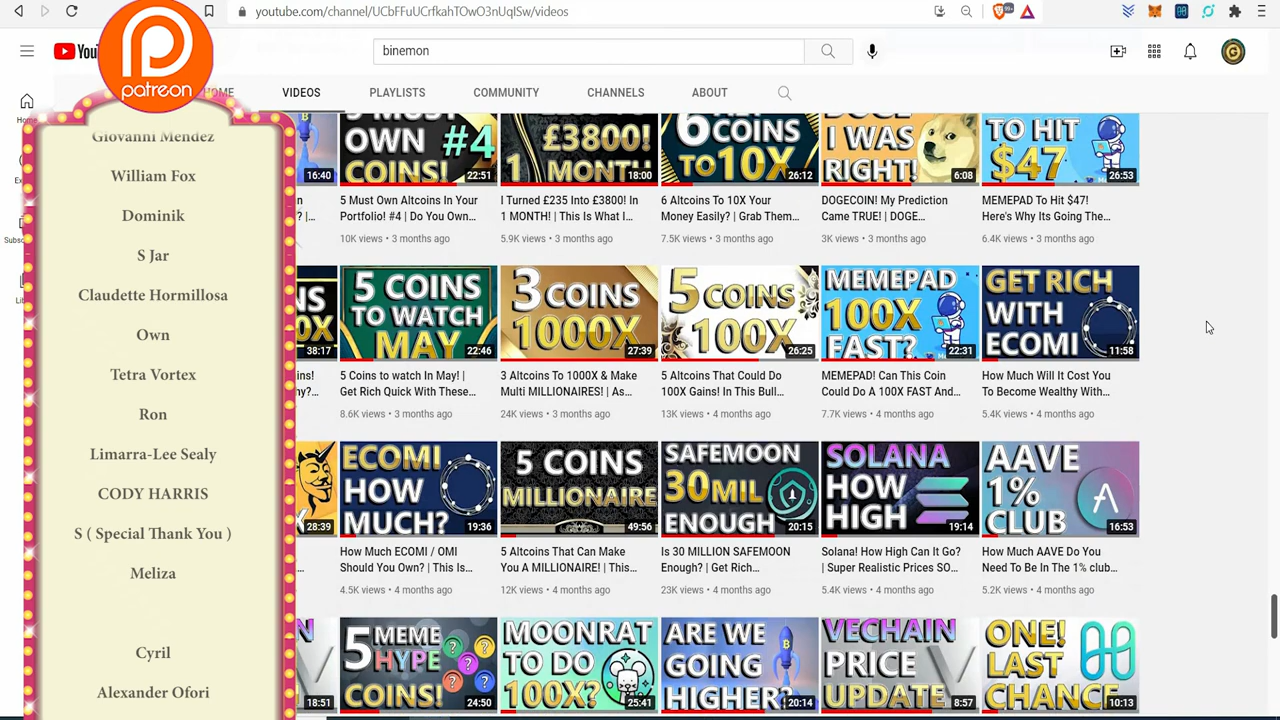 youtube.com/channel/UCbFFuUCrfkahTOwO3nUqISw/videos
99+
You
binemon
patreon
HOME
VIDEOS
PLAYLISTS
COMMUNITY
CHANNELS
ABOUT
Home
Giovanni Mendez
William Fox
Dominik
S Jar
Claudette Hormillosa
Own
Tetra Vortex
Ron
Limarra-Lee Sealy
CODY HARRIS
S ( Special Thank You )
Meliza
Cyril
Alexander Ofori
16:40
5 MUST
OWN #4
COINS!
22:51
£3800!
1 MONTH
18:00
6 COINS
TO 10X
26:12
DOGE
I WAS
RIGHT!
6:08
TO HIT
$47
26:53
5 Must Own Altcoins In Your
Portfolio! #4 | Do You Own...
10K views • 3 months ago
I Turned £235 Into £3800! In
1 MONTH! | This Is What I...
5.9K views • 3 months ago
6 Altcoins To 10X Your
Money Easily? | Grab Them...
7.5K views • 3 months ago
DOGECOIN! My Prediction
Came TRUE! | DOGE...
3K views • 3 months ago
MEMEPAD To Hit $47!
Here's Why Its Going The...
6.4K views • 3 months ago
38:17
5 COINS
TO WATCH
MAY
22:46
3 COINS
1000X
27:39
5 COINS
100X
26:25
MEMEPAD
100X
FAST?
22:31
GET RICH
WITH
ECOMI
11:58
5 Coins to watch In May! |
Get Rich Quick With These...
8.6K views • 3 months ago
3 Altcoins To 1000X & Make
Multi MILLIONAIRES! | As...
24K views • 3 months ago
5 Altcoins That Could Do
100X Gains! In This Bull...
13K views • 4 months ago
MEMEPAD! Can This Coin
Could Do A 100X FAST And...
7.7K views • 4 months ago
How Much Will It Cost You
To Become Wealthy With...
5.4K views • 4 months ago
28:39
ECOMI
HOW
MUCH?
19:36
5 COINS
MILLIONAIRE
49:56
SAFEMOON
30MIL
ENOUGH
20:15
SOLANA
HOW
HIGH
19:14
AAVE
1%
CLUB
16:53
How Much ECOMI / OMI
Should You Own? | This Is...
4.5K views • 4 months ago
5 Altcoins That Can Make
You A MILLIONAIRE! | This...
12K views • 4 months ago
Is 30 MILLION SAFEMOON
Enough? | Get Rich...
23K views • 4 months ago
Solana! How High Can It Go?
| Super Realistic Prices SO...
5.4K views • 4 months ago
How Much AAVE Do You
Need To Be In The 1% club...
5.2K views • 4 months ago
18:51
5 MEME
HYPE
COINS!
24:50
MOONRAT
TO DO
100X?
25:41
ARE WE
GOING
HIGHER?
20:14
VECHAIN
PRICE
UPDATE
8:57
ONE!
LAST
CHANCE
10:13